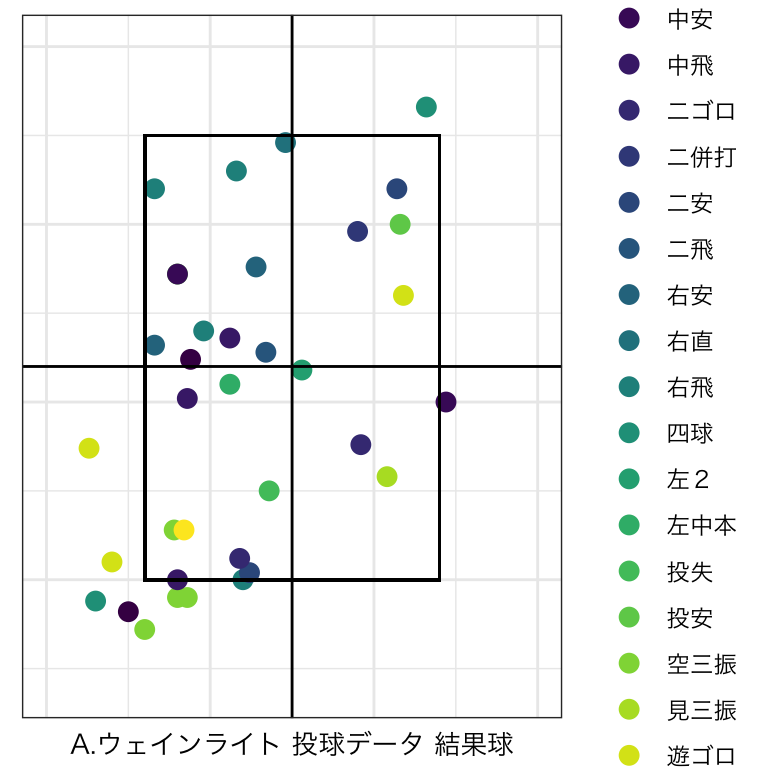 中安
中飛
二ゴロ
二併打
二安
二飛
右安
右直
右飛
四球
左２
左中本
投失
投安
空三振
見三振
遊ゴロ
A.ウェインライト 投球データ 結果球